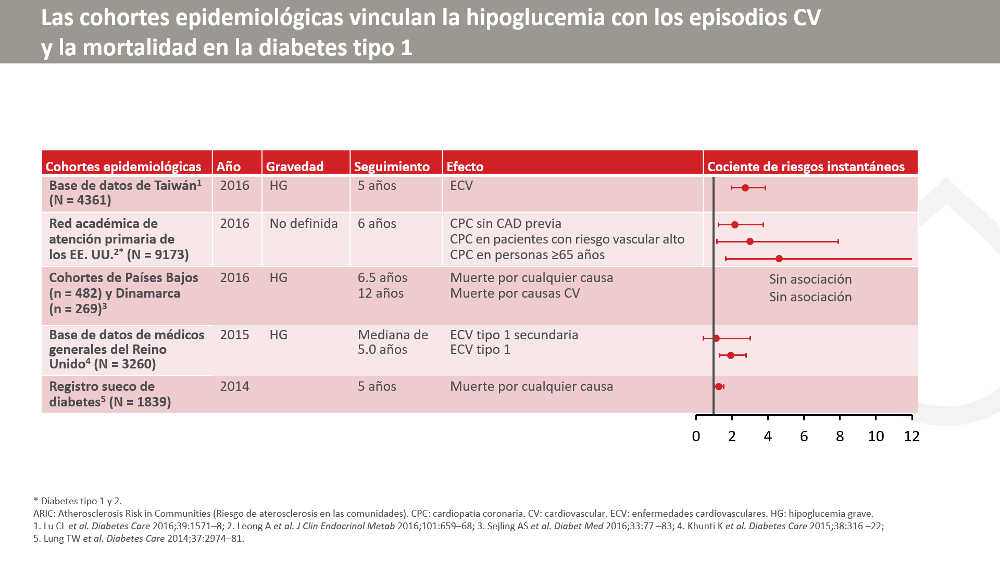 Las cohortes epidemiológicas vinculan la hipoglucemia con los episodios CV
y la mortalidad en la diabetes tipo 1
Cohortes epidemiológicas Año Gravedad Seguimiento Efecto Cociente de riesgos instantáneos
Base de datos de Taiwán¹ 2016 HG 5 años ECV
(N = 4361)
Red académica de 2016 No definida 6 años CPC sin CAD previa
atención primaria de CPC en pacientes con riesgo vascular alto
los EE. UU.²* (N = 9173) CPC en personas ≥65 años
Cohortes de Países Bajos 2016 HG 6.5 años Muerte por cualquier causa Sin asociación
(n = 482) y Dinamarca 12 años Muerte por causas CV Sin asociación
(n = 269)³
Base de datos de médicos 2015 HG Mediana de ECV tipo 1 secundaria
generales del Reino 5.0 años ECV tipo 1
Unido⁴ (N = 3260)
Registro sueco de 2014 5 años Muerte por cualquier causa
diabetes⁵ (N = 1839)
0 2 4 6 8 10 12
* Diabetes tipo 1 y 2.
ARIC: Atherosclerosis Risk in Communities (Riesgo de aterosclerosis en las comunidades). CPC: cardiopatía coronaria. CV: cardiovascular. ECV: enfermedades cardiovasculares. HG: hipoglucemia grave.
1. Lu CL et al. Diabetes Care 2016;39:1571–8; 2. Leong A et al. J Clin Endocrinol Metab 2016;101:659–68; 3. Sejling AS et al. Diabet Med 2016;33:77 –83; 4. Khunti K et al. Diabetes Care 2015;38:316 –22;
5. Lung TW et al. Diabetes Care 2014;37:2974–81.